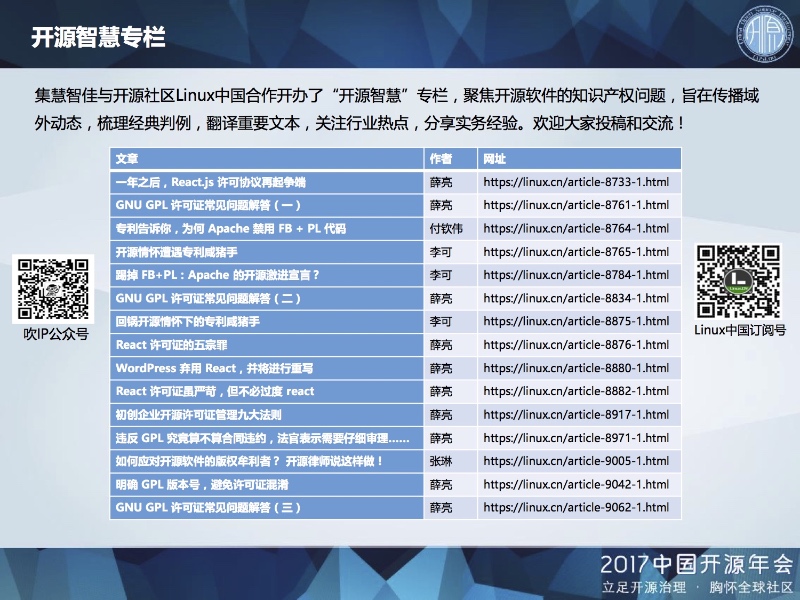 开源智慧专栏
集慧智佳与开源社区Linux中国合作开办了“开源智慧”专栏，聚焦开源软件的知识产权问题，旨在传播域
外动态，梳理经典判例，翻译重要文本，关注行业热点，分享实务经验。欢迎大家投稿和交流！
文章 作者 网址
一年之后，React.js 许可协议再起争端 薛亮 https://linux.cn/article-8733-1.html
GNU GPL 许可证常见问题解答（一） 薛亮 https://linux.cn/article-8761-1.html
专利告诉你，为何 Apache 禁用 FB + PL 代码 付钦伟 https://linux.cn/article-8764-1.html
开源情怀遭遇专利咸猪手 李可 https://linux.cn/article-8765-1.html
踢掉 FB+PL：Apache 的开源激进宣言？ 李可 https://linux.cn/article-8784-1.html
GNU GPL 许可证常见问题解答（二） 薛亮 https://linux.cn/article-8834-1.html
回锅开源情怀下的专利咸猪手 李可 https://linux.cn/article-8875-1.html
React 许可证的五宗罪 薛亮 https://linux.cn/article-8876-1.html
WordPress 弃用 React，并将进行重写 薛亮 https://linux.cn/article-8880-1.html
React 许可证虽严苛，但不必过度 react 薛亮 https://linux.cn/article-8882-1.html
初创企业开源许可证管理九大法则 薛亮 https://linux.cn/article-8917-1.html
违反 GPL 究竟算不算合同违约，法官表示需要仔细审理…… 薛亮 https://linux.cn/article-8971-1.html
如何应对开源软件的版权牟利者？ 开源律师说这样做！ 张琳 https://linux.cn/article-9005-1.html
明确 GPL 版本号，避免许可证混淆 薛亮 https://linux.cn/article-9042-1.html
GNU GPL 许可证常见问题解答（三） 薛亮 https://linux.cn/article-9062-1.html
吹IP公众号
Linux中国订阅号
2017中国开源年会
立足开源治理 · 胸怀全球社区